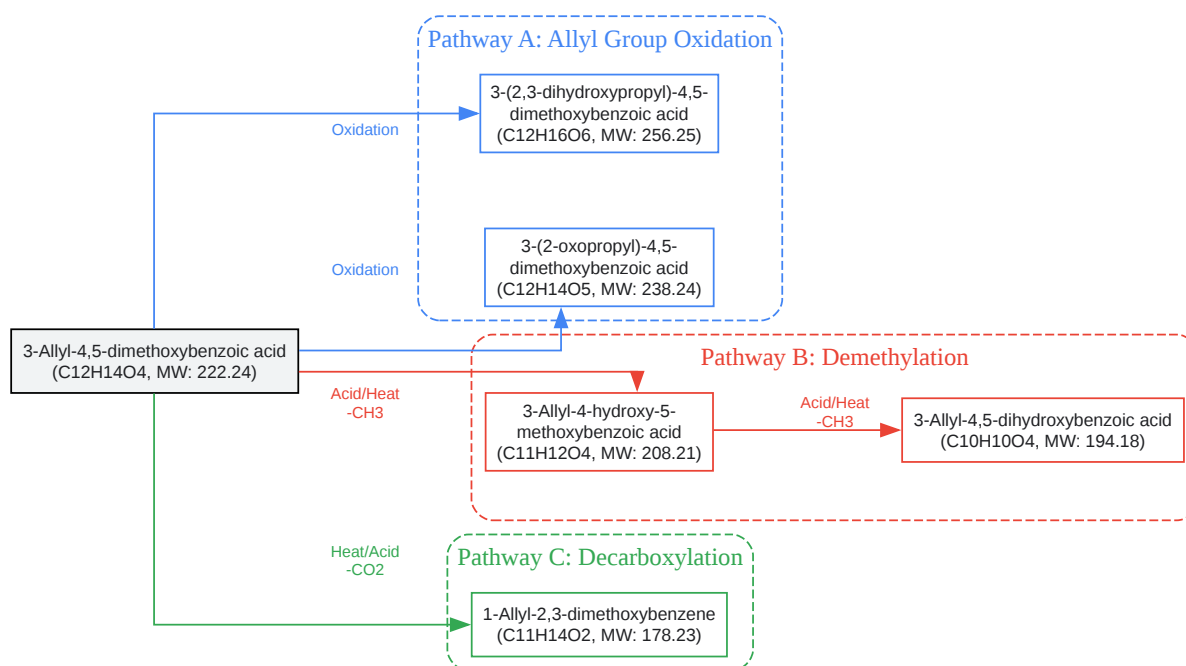 Pathway A: Allyl Group Oxidation
3-(2,3-dihydroxypropyl)-4,5-
dimethoxybenzoic acid
(C12H16O6, MW: 256.25)
Oxidation
3-(2-oxopropyl)-4,5-
dimethoxybenzoic acid
(C12H14O5, MW: 238.24)
Oxidation
3-Allyl-4,5-dimethoxybenzoic acid
(C12H14O4, MW: 222.24)
Pathway B: Demethylation
Acid/Heat
-CH3
3-Allyl-4-hydroxy-5-
methoxybenzoic acid
(C11H12O4, MW: 208.21)
Acid/Heat
-CH3
3-Allyl-4,5-dihydroxybenzoic acid
(C10H10O4, MW: 194.18)
Heat/Acid
-CO2
Pathway C: Decarboxylation
1-Allyl-2,3-dimethoxybenzene
(C11H14O2, MW: 178.23)